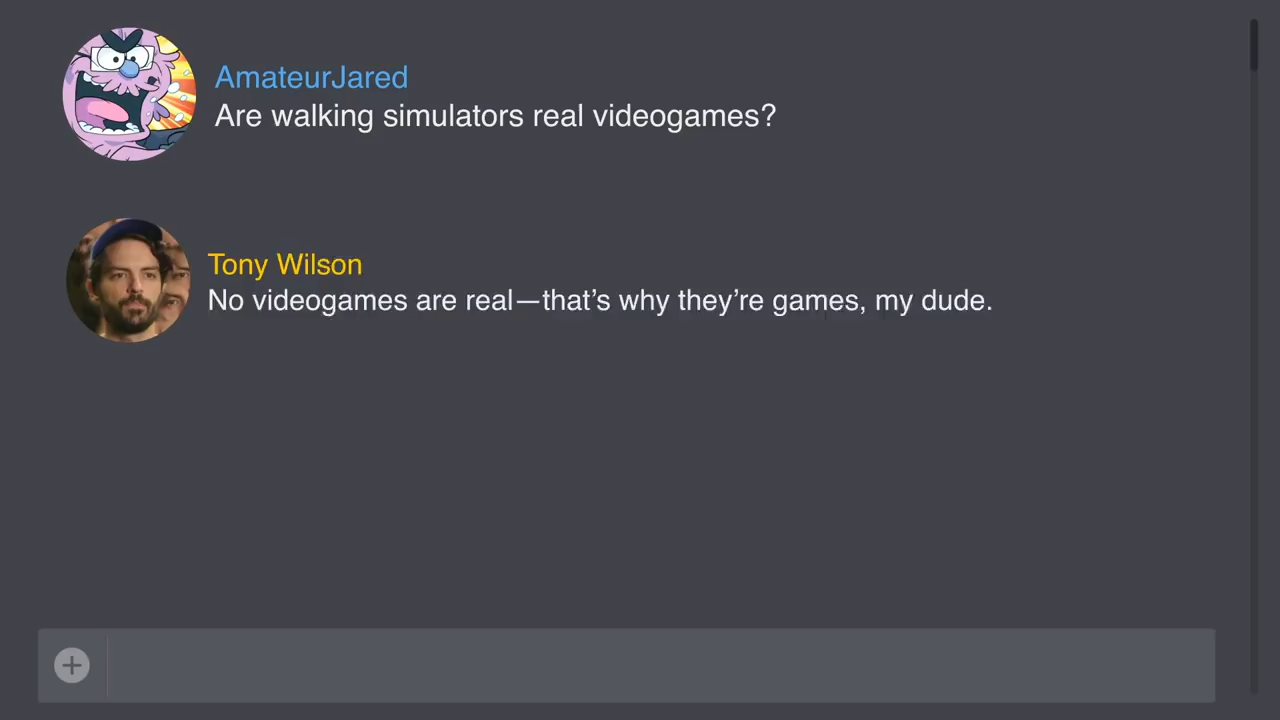 AmateurJared
Are walking simulators real videogames?
Tony Wilson
No videogames are real—that’s why they’re games, my dude.